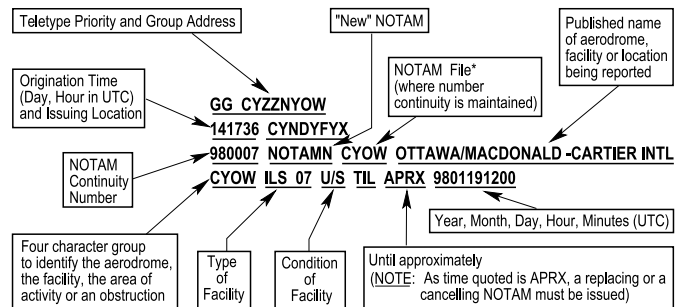 Teletype Priority and Group Address
"New" NOTAM
Published name
of aerodrome,
facility or location
being reported
Origination Time
(Day, Hour in UTC)
and Issuing Location
NOTAM File*
(where number
continuity is maintained)
GG CYZZNYOW
141736 CYNDYFYX
980007 NOTAMN CYOW OTTAWA/MACDONALD -CARTIER INTL
CYOW ILS 07 U/S TIL APRX 9801191200
NOTAM
Continuity
Number
Year, Month, Day, Hour, Minutes (UTC)
Four character group
to identify the aerodrome,
the facility, the area of
activity or an obstruction
Type
of
Facility
Condition
of
Facility
Until approximately
(NOTE: As time quoted is APRX, a replacing or a
cancelling NOTAM must be issued)